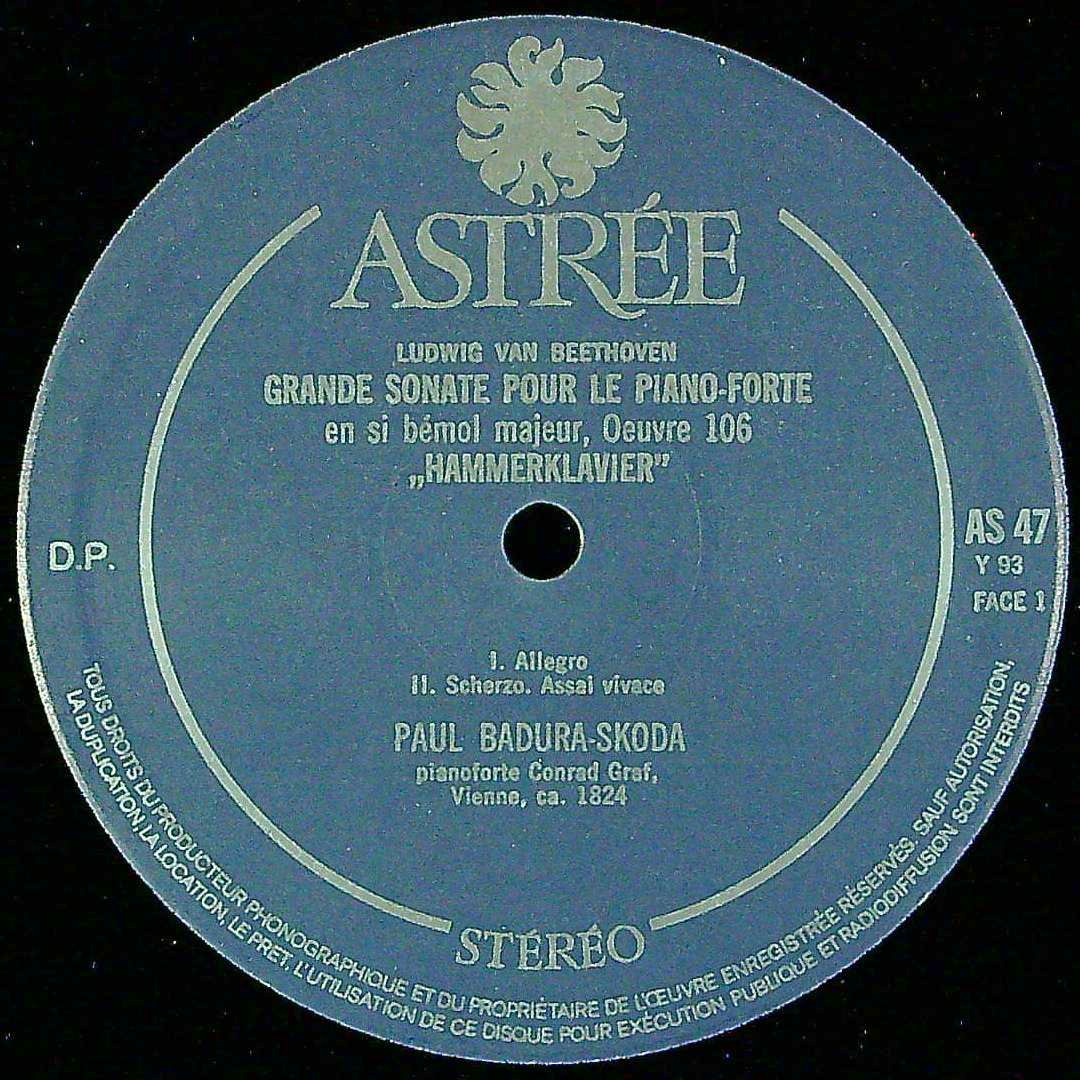 ASTRÉE
LUDWIG VAN BEETHOVEN
GRANDE SONATE POUR LE PIANO-FORTE
en si bémol majeur, Oeuvre 106
„HAMMERKLAVIER”
D.P.
AS 47
Y 93
FACE 1
I. Allegro
II. Scherzo. Assai vivace
PAUL BADURA-SKODA
pianoforte Conrad Graf,
Vienne, ca. 1824
STÉRÉO
TOUS DROITS DU PRODUCTEUR PHONOGRAPHIQUE ET DU PROPRIÉTAIRE DE L'ŒUVRE ENREGISTRÉE RÉSERVÉS. SAUF AUTORISATION,
LA DUPLICATION, LA LOCATION, LE PRET, L'UTILISATION DE CE DISQUE POUR EXÉCUTION PUBLIQUE ET RADIODIFFUSION SONT INTERDITS